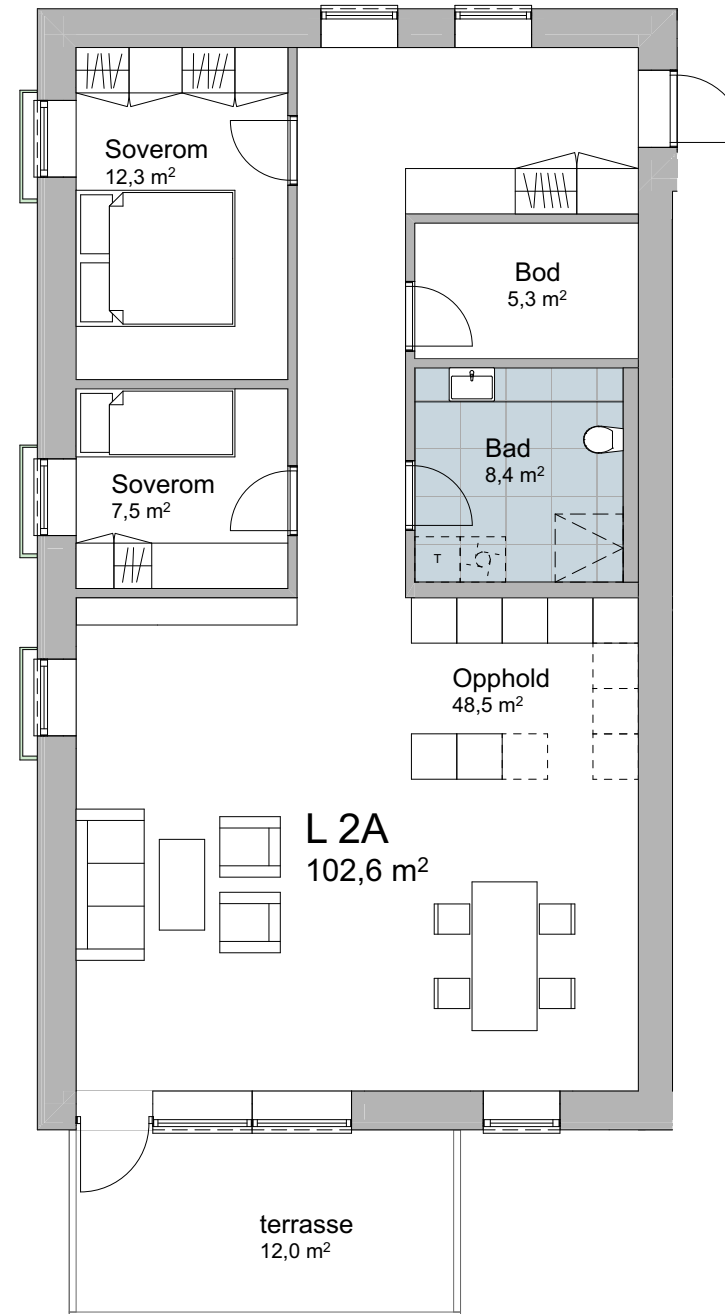 Soverom
12,3 m²
Bod
5,3 m²
Bad
8,4 m²
Soverom
7,5 m²
T
Opphold
48,5 m²
L 2A
102,6 m²
terrasse
12,0 m²